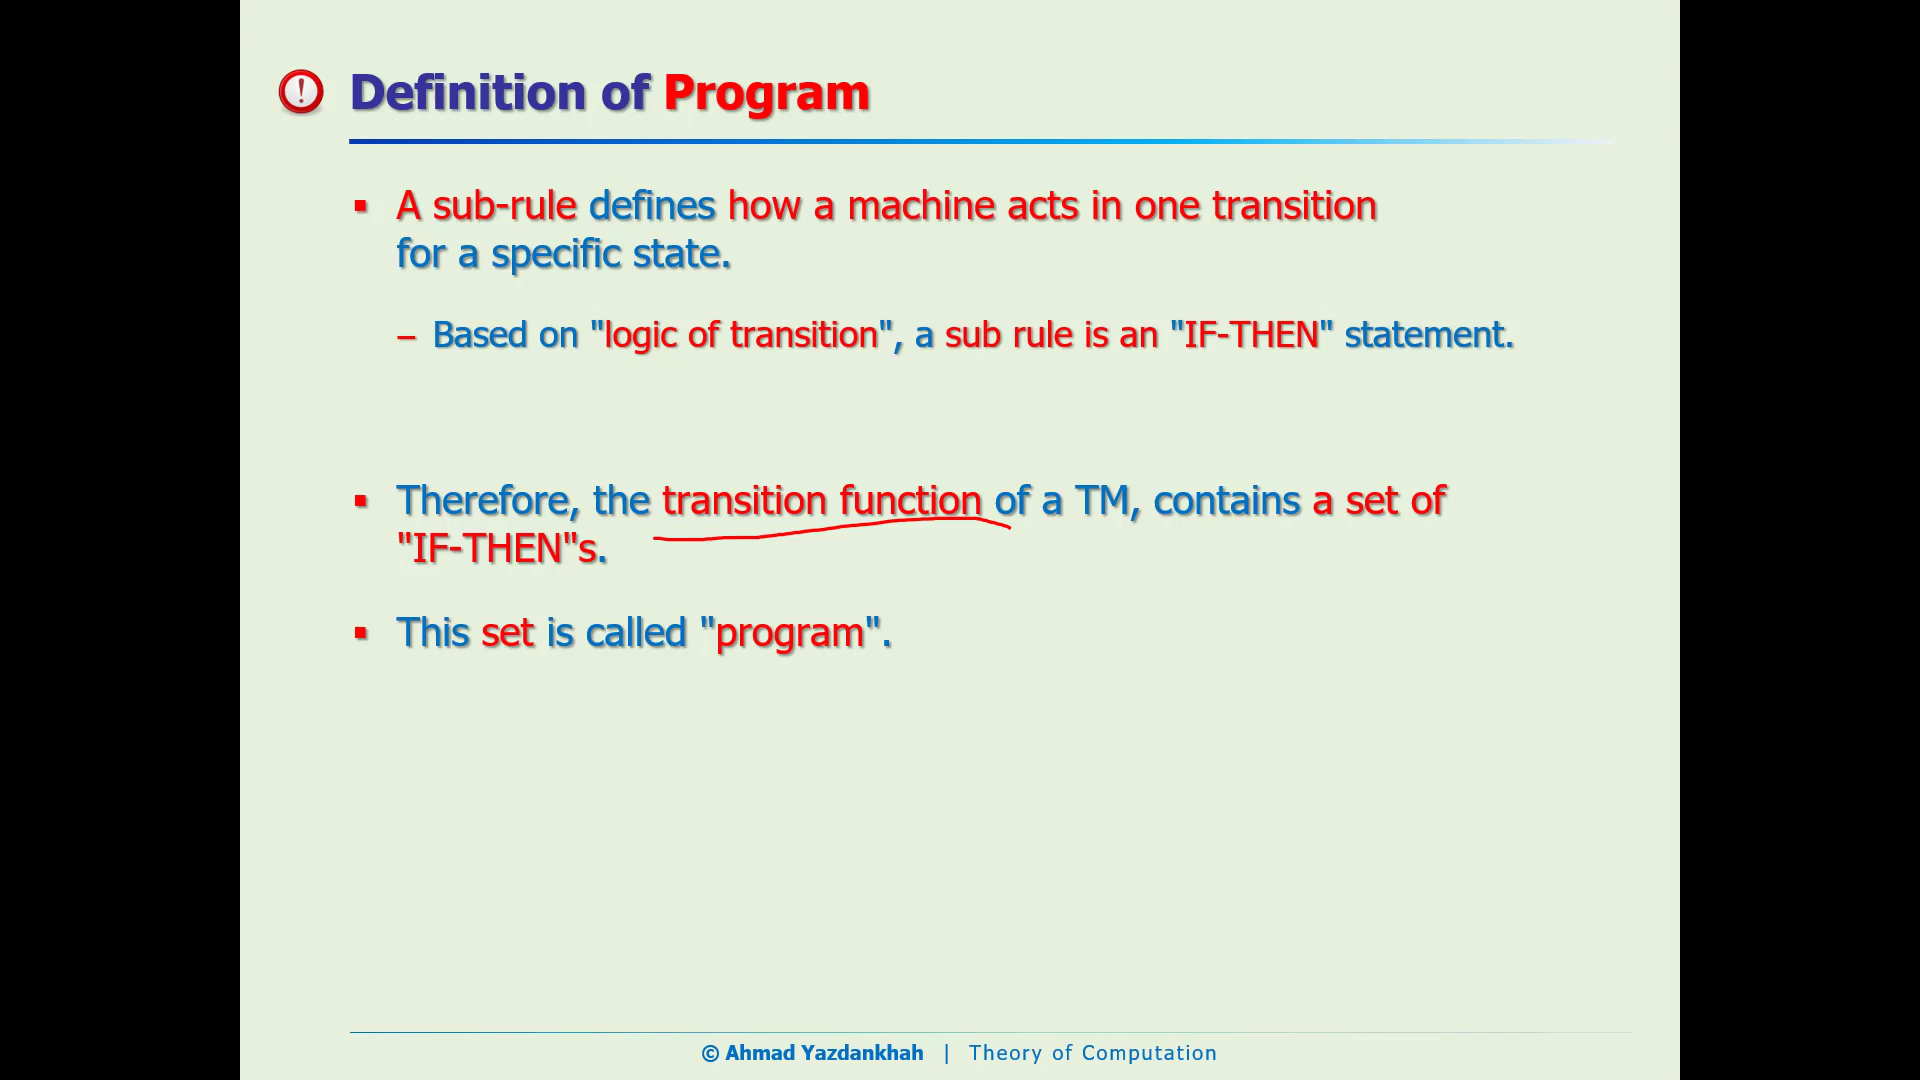 Definition of Program
▪ A sub-rule defines how a machine acts in one transition
for a specific state.
– Based on "logic of transition", a sub rule is an "IF-THEN" statement.
▪ Therefore, the transition function of a TM, contains a set of
"IF-THEN"s.
▪ This set is called "program".
© Ahmad Yazdankhah | Theory of Computation